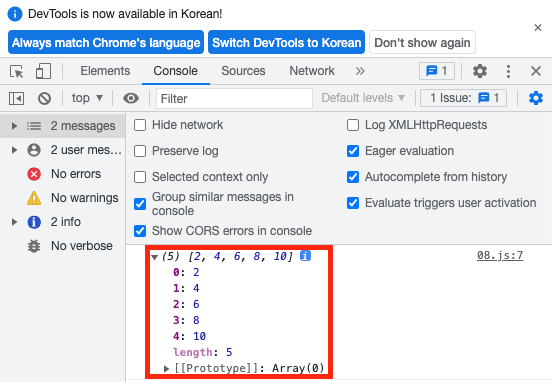 DevTools is now available in Korean!
Always match Chrome's language Switch DevTools to Korean Don't show again
Elements Console Sources Network 1
top Filter Default levels 1 Issue: 1
2 messages
2 user mes...
No errors
No warnings
2 info
No verbose
Hide network Log XMLHttpRequests
Preserve log Eager evaluation
Selected context only Autocomplete from history
Group similar messages in
console
Evaluate triggers user activation
Show CORS errors in console
(5) [2, 4, 6, 8, 10] i 08.js:7
0: 2
1: 4
2: 6
3: 8
4: 10
length: 5
[[Prototype]]: Array(0)